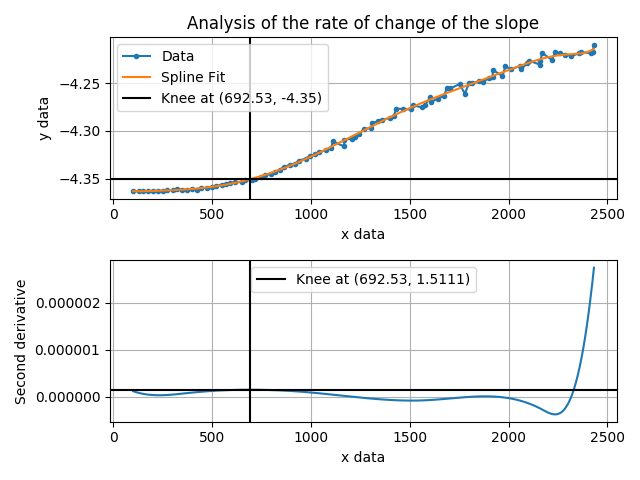 Analysis of the rate of change of the slope
Data
Spline Fit
Knee at (692.53, -4.35)
−4.25
−4.30
−4.35
y data
0 500 1000 1500 2000 2500
x data
Knee at (692.53, 1.5111)
0.000002
0.000001
0.000000
Second derivative
0 500 1000 1500 2000 2500
x data